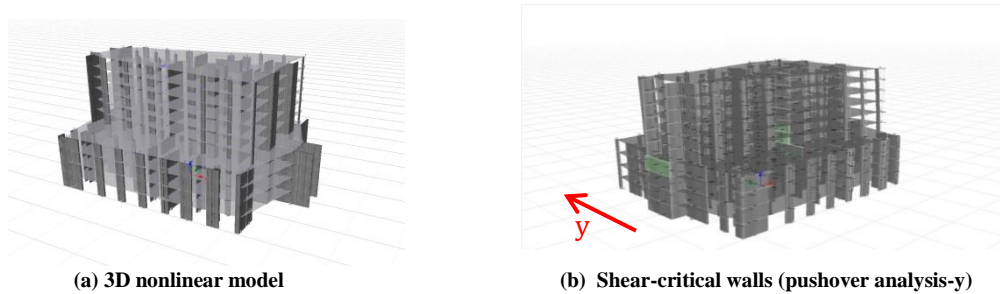 y
(a) 3D nonlinear model
(b) Shear-critical walls (pushover analysis-y)